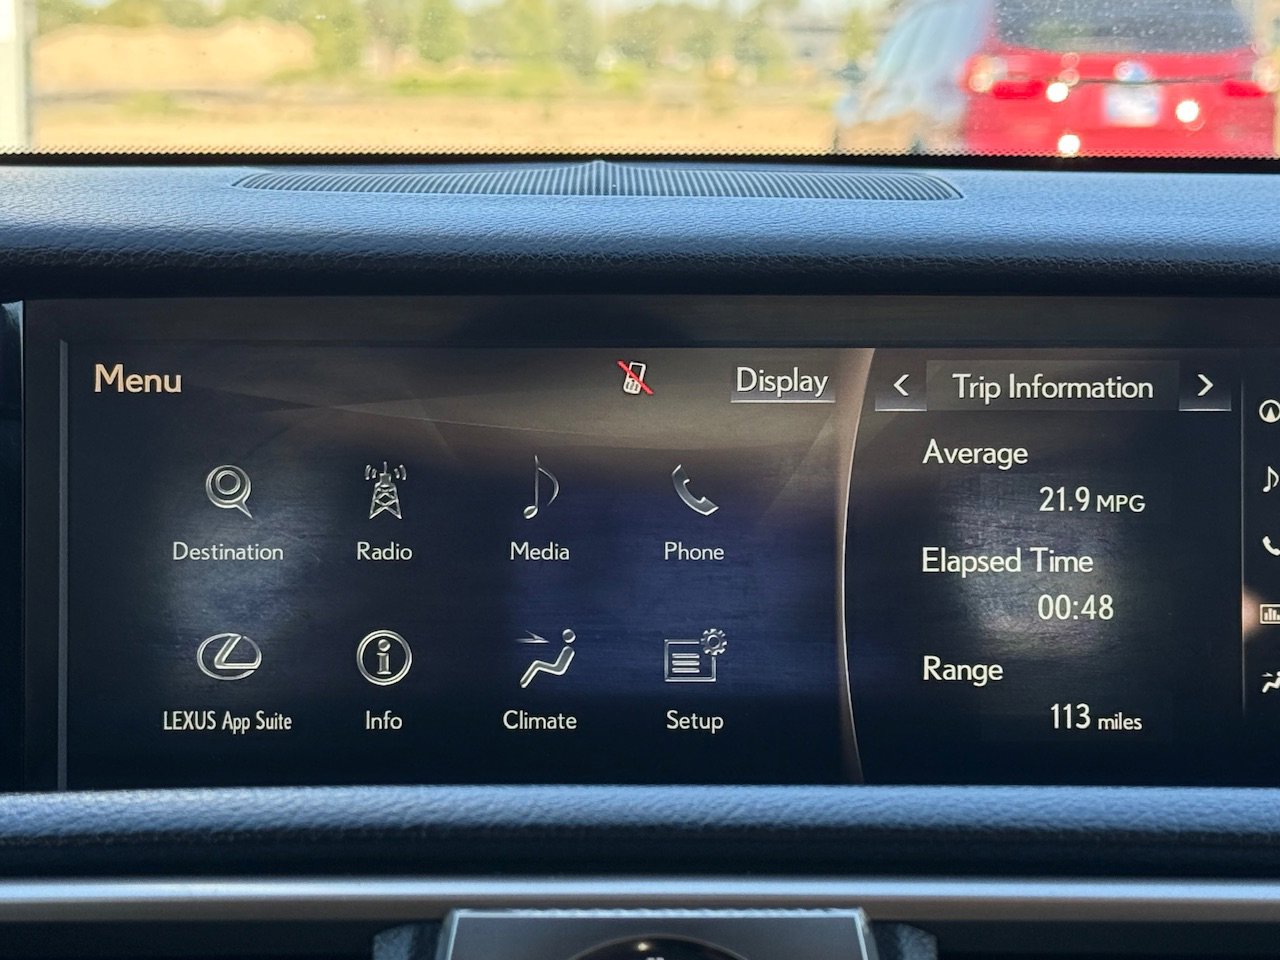 Menu
Display
Destination
Radio
Media
Phone
LEXUS App Suite
Info
Climate
Setup
< Trip Information >
Average
21.9 MPG
Elapsed Time
00:48
Range
113 miles